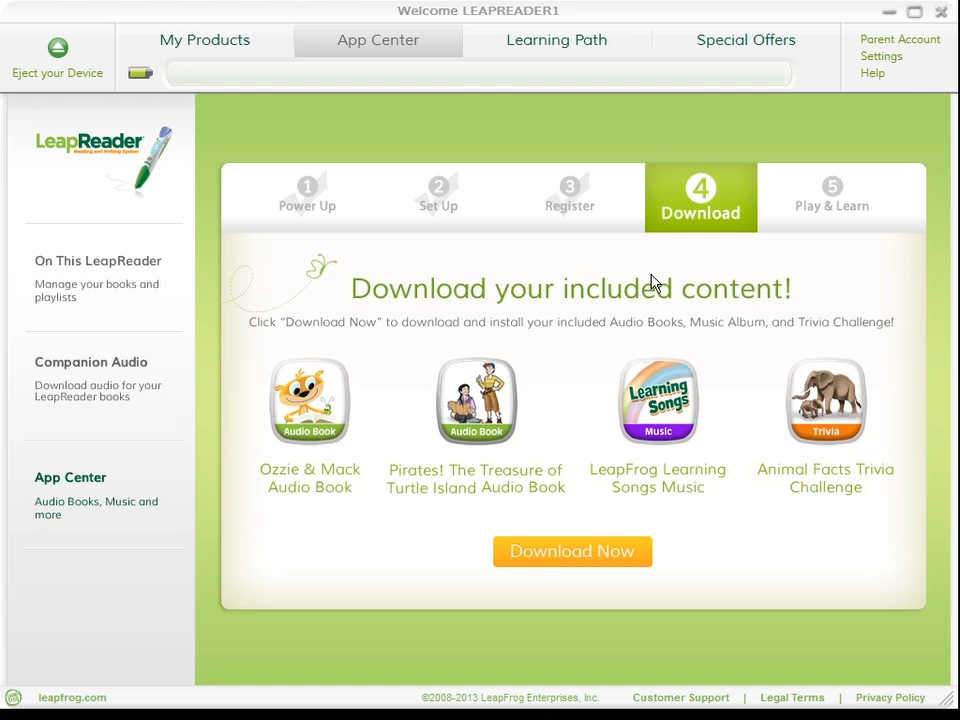 Welcome LEAPREADER1
Eject your Device
My Products
App Center
Learning Path
Special Offers
Parent Account
Settings
Help
LeapReader
Reading and Writing System
On This LeapReader
Manage your books and
playlists
Companion Audio
Download audio for your
LeapReader books
App Center
Audio Books, Music and
more
1
Power Up
2
Set Up
3
Register
4
Download
5
Play & Learn
Download your included content!
Click “Download Now” to download and install your included Audio Books, Music Album, and Trivia Challenge!
Audio Book
Audio Book
Learning
Songs
Music
Trivia
Ozzie & Mack
Audio Book
Pirates! The Treasure of
Turtle Island Audio Book
LeapFrog Learning
Songs Music
Animal Facts Trivia
Challenge
Download Now
leapfrog.com
©2008-2013 LeapFrog Enterprises, Inc.
Customer Support | Legal Terms | Privacy Policy